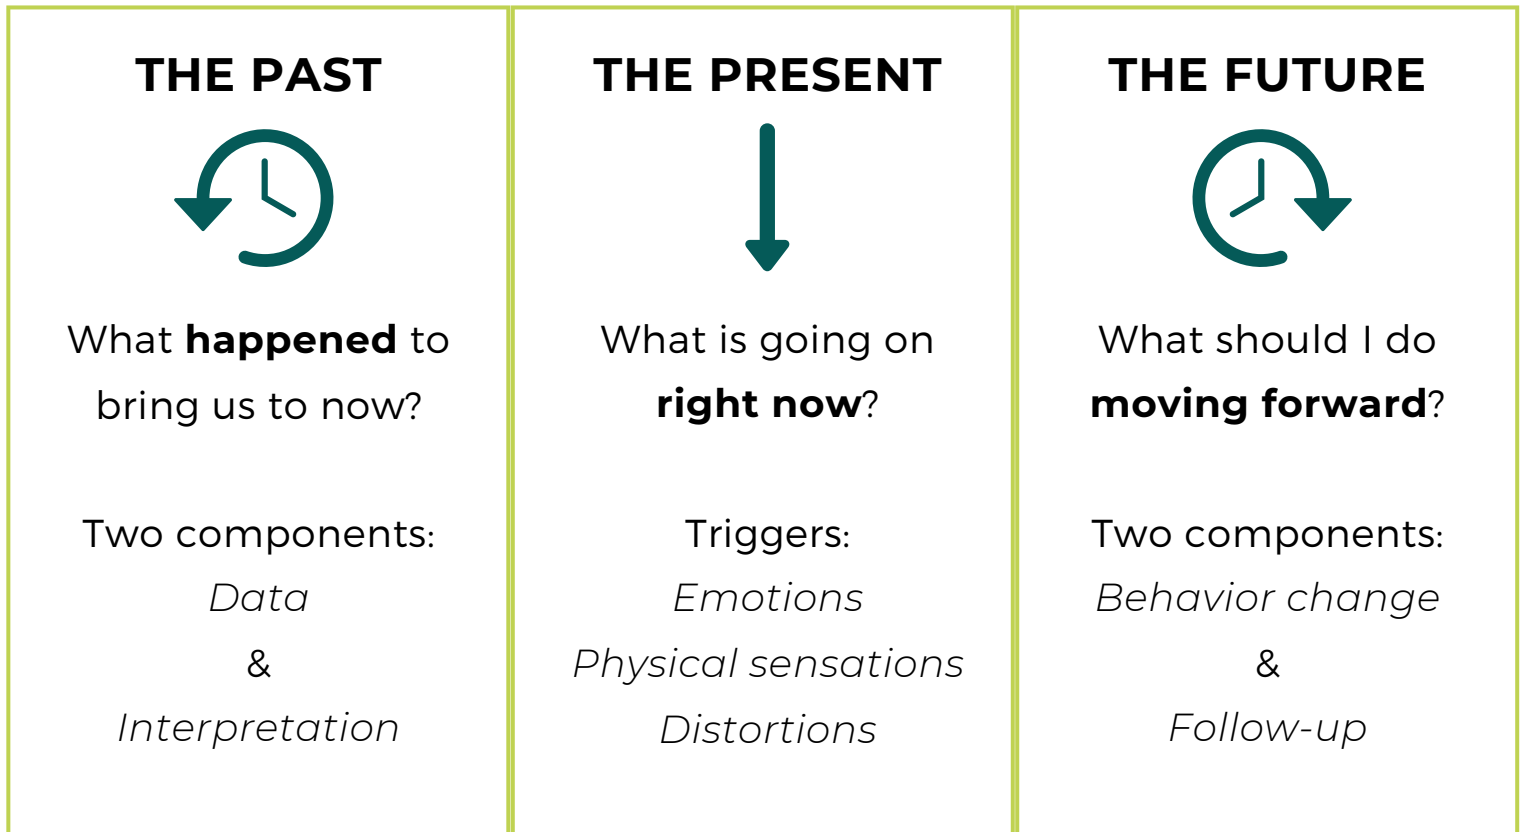 THE PAST
What happened to
bring us to now?
Two components:
Data
&
Interpretation
THE PRESENT
What is going on
right now?
Triggers:
Emotions
Physical sensations
Distortions
THE FUTURE
What should I do
moving forward?
Two components:
Behavior change
&
Follow-up